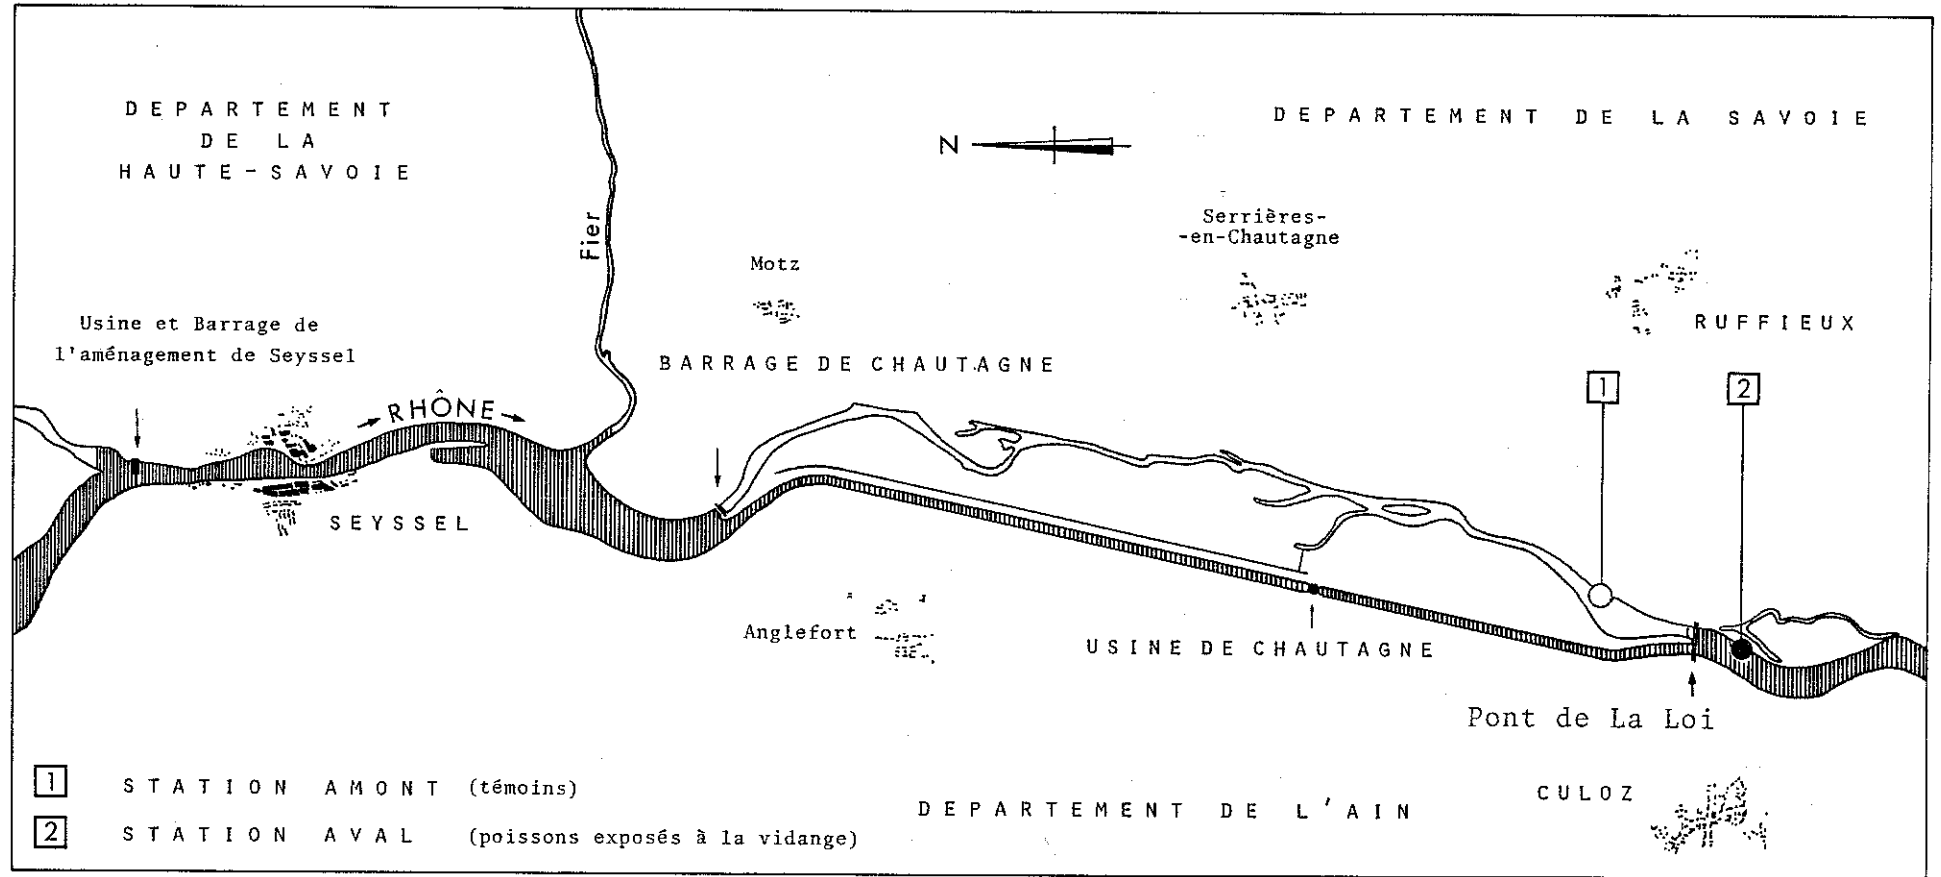 DEPARTEMENT
DE LA
HAUTE-SAVOIE
DEPARTEMENT DE LA SAVOIE
N
Fier
Serrières-
-en-Chautagne
Motz
Usine et Barrage de
l'aménagement de Seyssel
RUFFIEUX
BARRAGE DE CHAUTAGNE
1
2
RHÔNE
SEYSSEL
Anglefort
USINE DE CHAUTAGNE
Pont de La Loi
1 STATION AMONT (témoins)
2 STATION AVAL (poissons exposés à la vidange)
DEPARTEMENT DE L'AIN
CULOZ